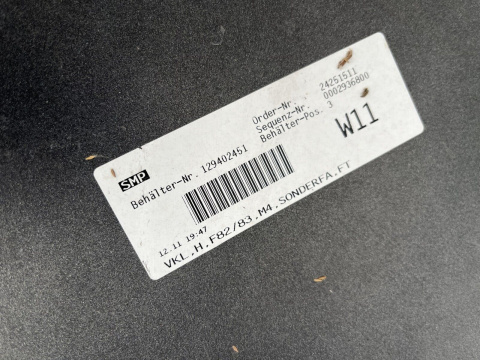 SMP
Order-Nr. 24251511
Sequenz-Nr. 0002936800
Behälter-Nr. 129402451 Behälter-Pos. 3
W11
12.11 19.47
VKL,H,F82/83,M4,SONDERFA,FT